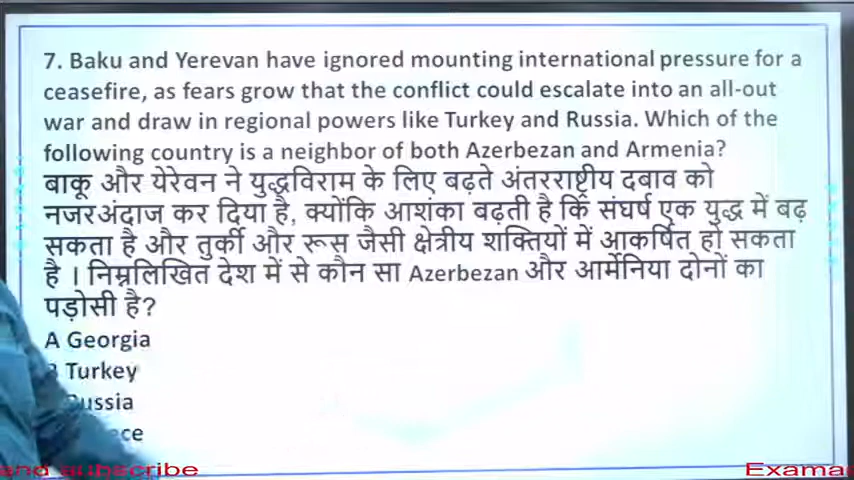 7. Baku and Yerevan have ignored mounting international pressure for a
ceasefire, as fears grow that the conflict could escalate into an all-out
war and draw in regional powers like Turkey and Russia. Which of the
following country is a neighbor of both Azerbezan and Armenia?
बाकू और येरेवन ने युद्धविराम के लिए बढ़ते अंतरराष्ट्रीय दबाव को
नजरअंदाज कर दिया है, क्योंकि आशंका बढ़ती है कि संघर्ष एक युद्ध में बढ़
सकता है और तुर्की और रूस जैसी क्षेत्रीय शक्तियों में आकर्षित हो सकता
है । निम्नलिखित देश में से कौन सा Azerbezan और आर्मेनिया दोनों का
पड़ोसी है?
A Georgia
Turkey
Russia
and subscribe